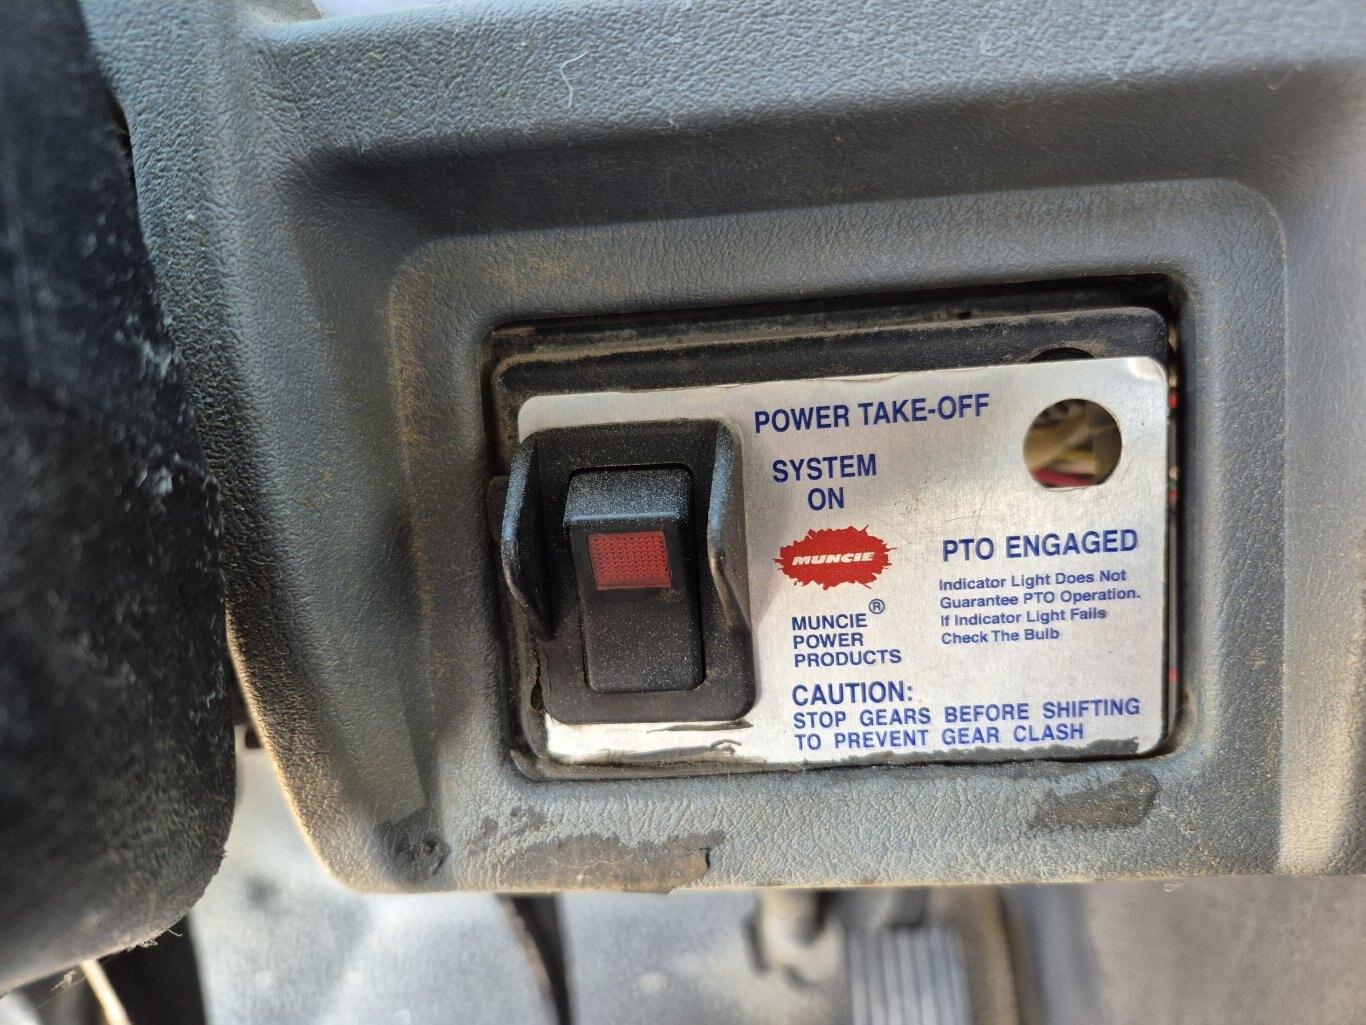 POWER TAKE-OFF
SYSTEM
ON
MUNCIE
MUNCIE®
POWER
PRODUCTS
PTO ENGAGED
Indicator Light Does Not
Guarantee PTO Operation.
If Indicator Light Fails
Check The Bulb
CAUTION:
STOP GEARS BEFORE SHIFTING
TO PREVENT GEAR CLASH